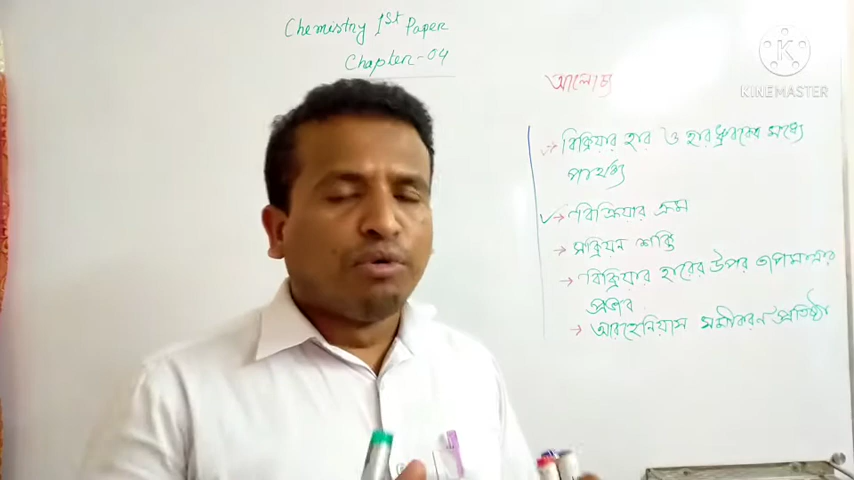 Chemistry 1st Paper
Chapter-04
আলোচ্য
→ বিক্রিয়ার হার ও হার ধ্রুবকের মধ্যে
পার্থক্য
→ বিক্রিয়ার ক্রম
→ সক্রিয়ন শক্তি
→ বিক্রিয়ার হারের উপর তাপমাত্রার
প্রভাব
→ আরহেনিয়াস সমীকরণ প্রতিষ্ঠা
K
KINEMASTER